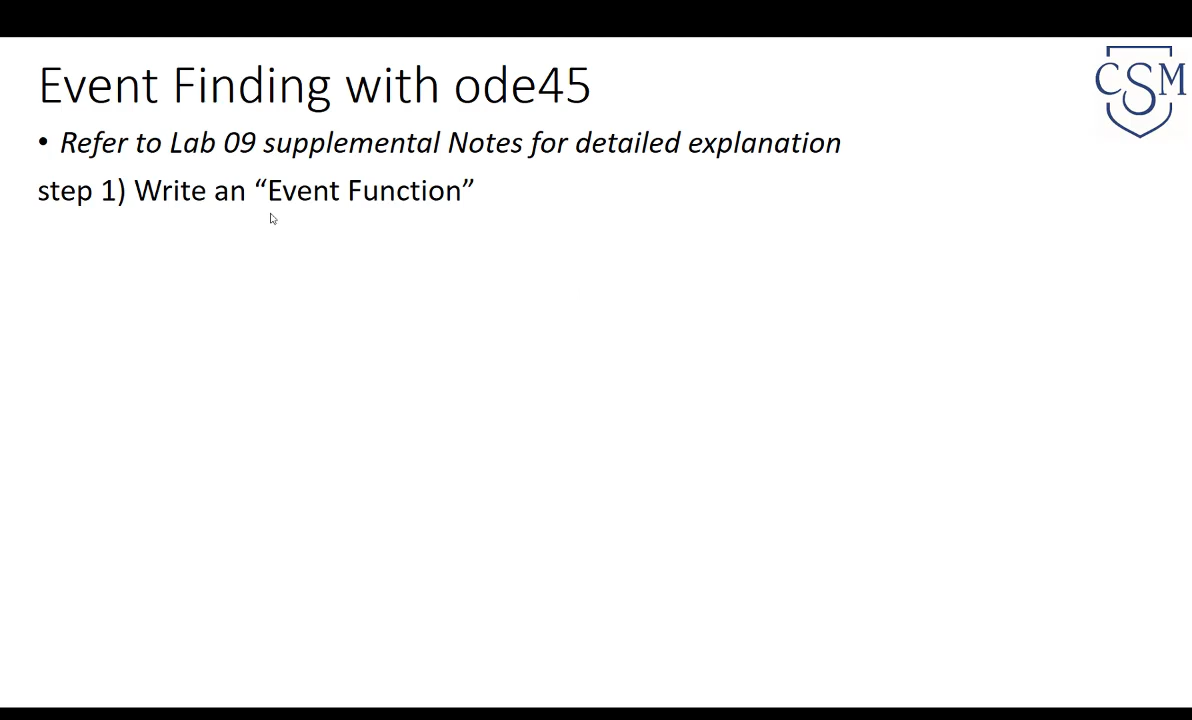 Event Finding with ode45
CSM
• Refer to Lab 09 supplemental Notes for detailed explanation
step 1) Write an “Event Function”